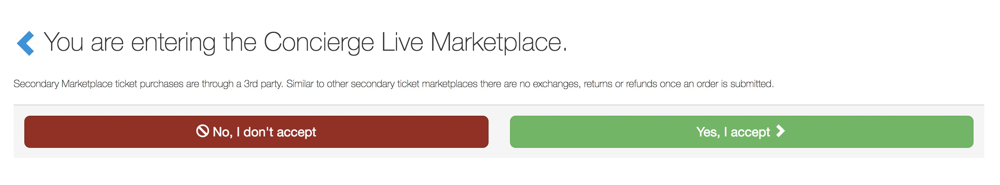 You are entering the Concierge Live Marketplace.
Secondary Marketplace ticket purchases are through a 3rd party. Similar to other secondary ticket marketplaces there are no exchanges, returns or refunds once an order is submitted.
No, I don't accept
Yes, I accept